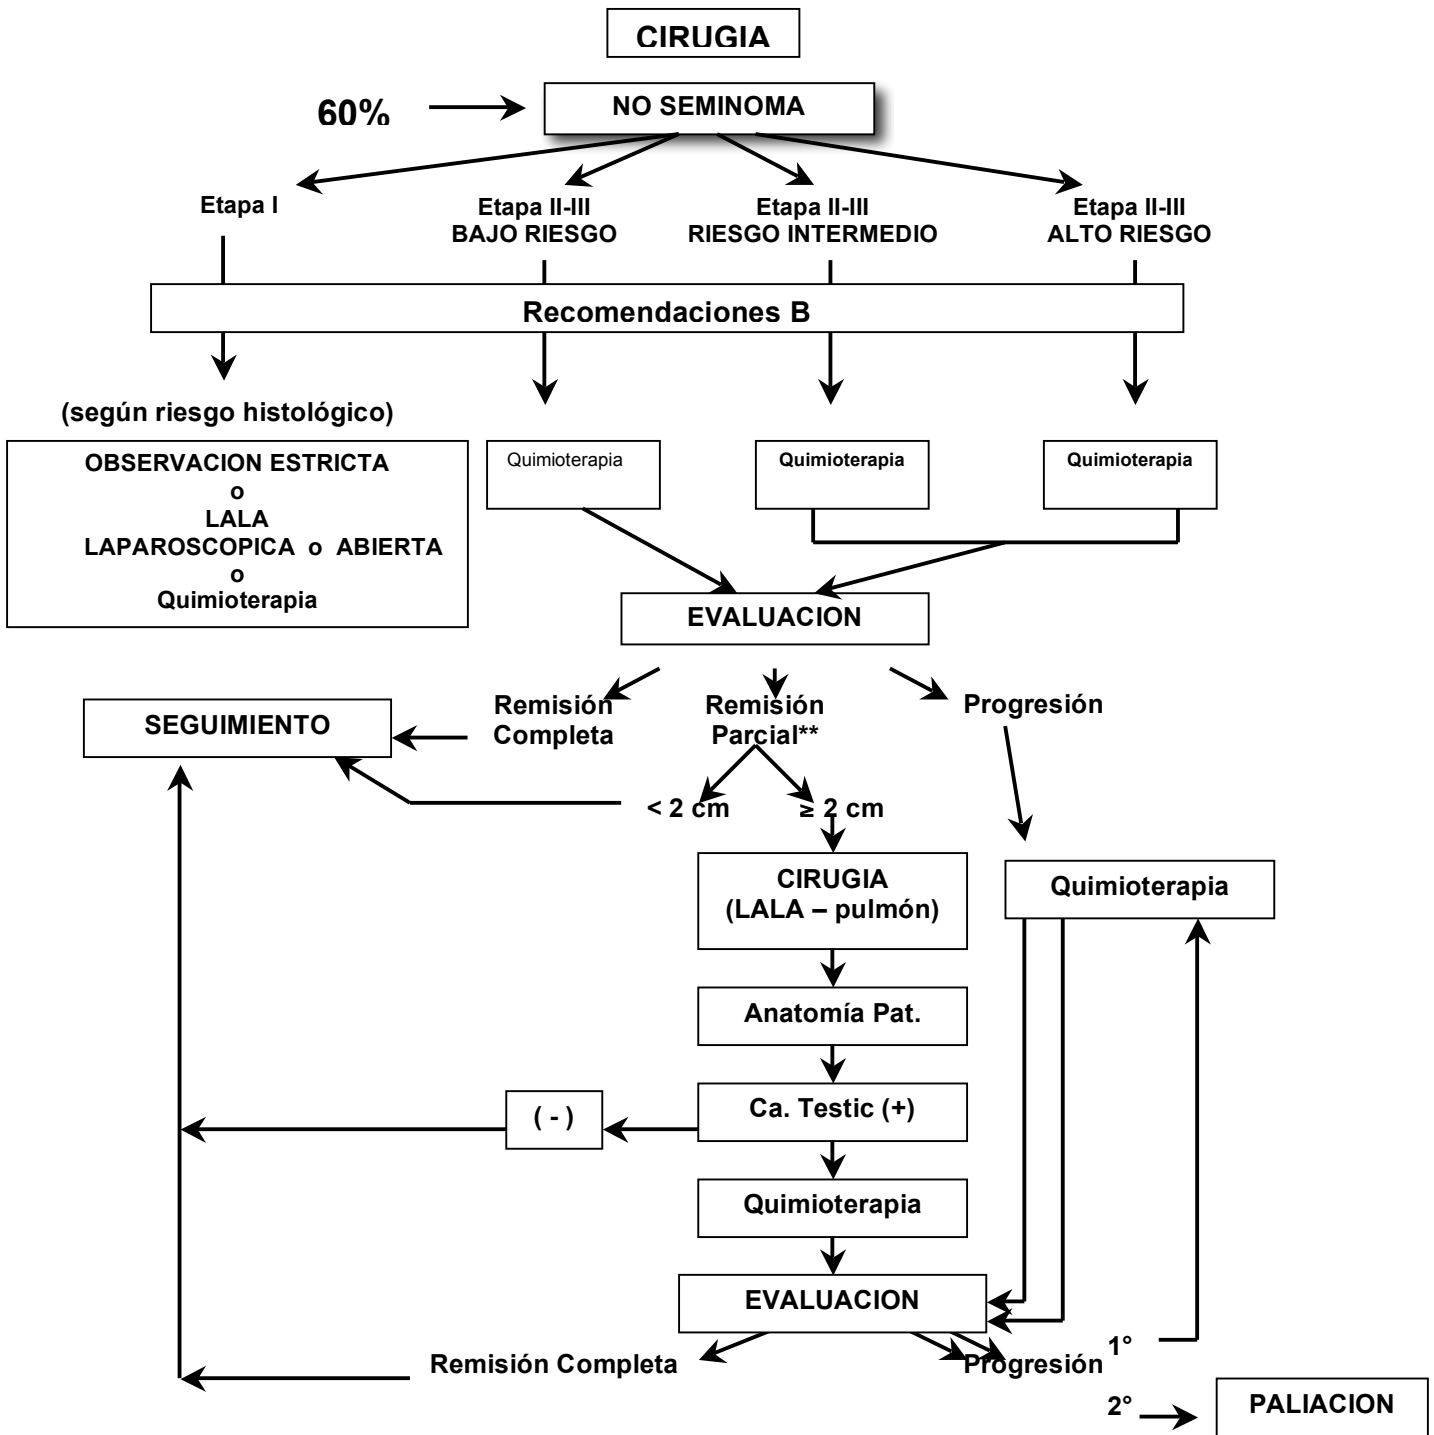 CIRUGIA
60%
NO SEMINOMA
Etapa I
Etapa II-III
BAJO RIESGO
Etapa II-III
RIESGO INTERMEDIO
Etapa II-III
ALTO RIESGO
Recomendaciones B
(según riesgo histológico)
OBSERVACION ESTRICTA
o
LALA
LAPAROSCOPICA o ABIERTA
o
Quimioterapia
Quimioterapia
Quimioterapia
Quimioterapia
EVALUACION
SEGUIMIENTO
Remisión
Completa
Remisión
Parcial**
Progresión
< 2 cm
≥ 2 cm
CIRUGIA
(LALA – pulmón)
Quimioterapia
Anatomía Pat.
( - )
Ca. Testic (+)
Quimioterapia
EVALUACION
Remisión Completa
Progresión
1°
2°
PALIACION